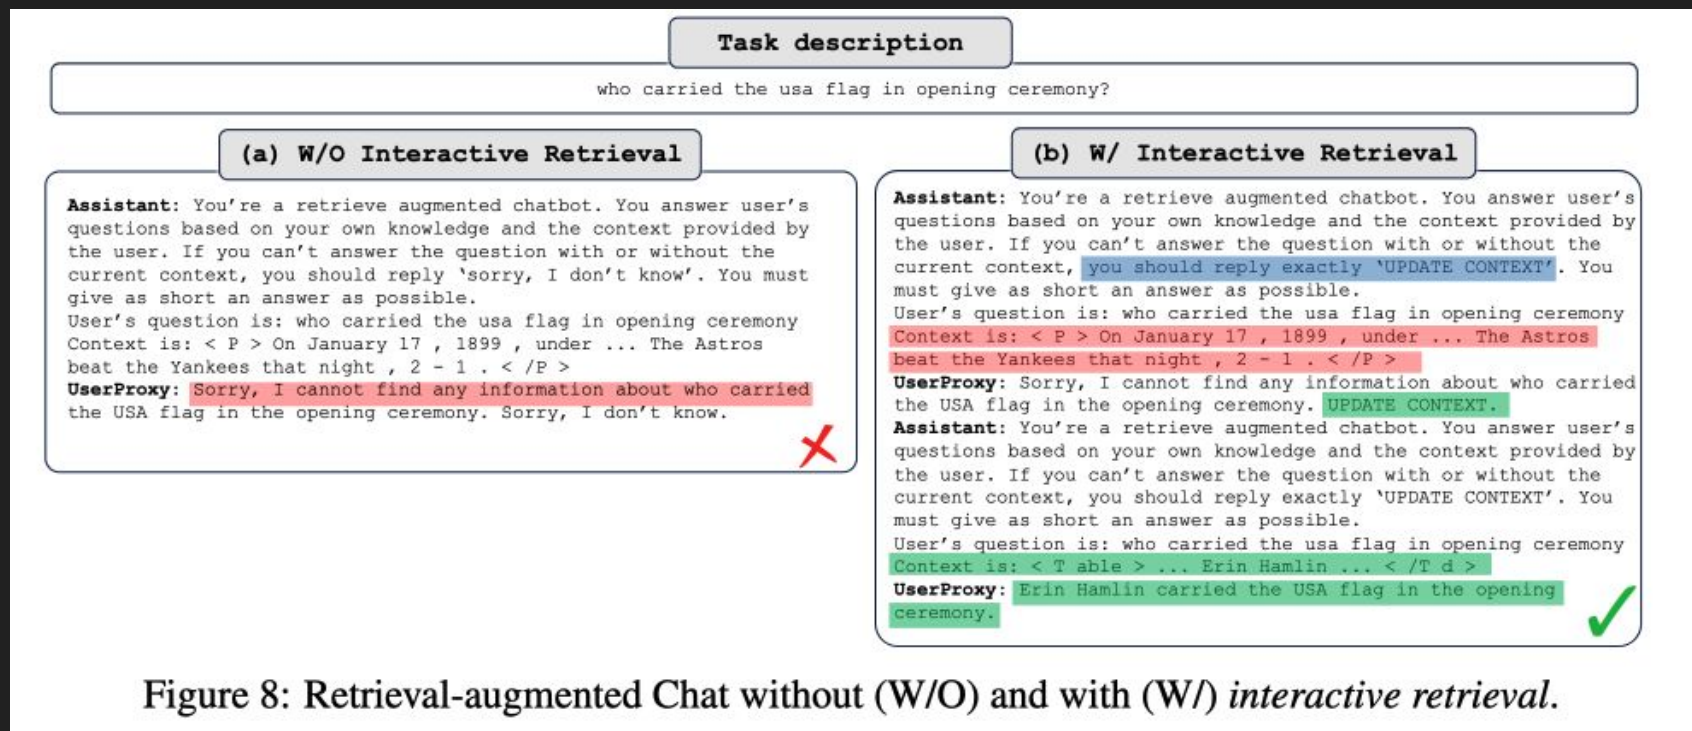 Task description
who carried the usa flag in opening ceremony?
(a) W/O Interactive Retrieval
Assistant: You're a retrieve augmented chatbot. You answer user's
questions based on your own knowledge and the context provided by
the user. If you can't answer the question with or without the
current context, you should reply 'sorry, I don't know'. You must
give as short an answer as possible.
User's question is: who carried the usa flag in opening ceremony
Context is: < P > On January 17 , 1899 , under ... The Astros
beat the Yankees that night , 2 - 1 . < /P >
UserProxy: Sorry, I cannot find any information about who carried
the USA flag in the opening ceremony. Sorry, I don't know.
(b) W/ Interactive Retrieval
Assistant: You're a retrieve augmented chatbot. You answer user's
questions based on your own knowledge and the context provided by
the user. If you can't answer the question with or without the
current context, you should reply exactly 'UPDATE CONTEXT'. You
must give as short an answer as possible.
User's question is: who carried the usa flag in opening ceremony
Context is: < P > On January 17 , 1899 , under ... The Astros
beat the Yankees that night , 2 - 1 . < /P >
UserProxy: Sorry, I cannot find any information about who carried
the USA flag in the opening ceremony. UPDATE CONTEXT.
Assistant: You're a retrieve augmented chatbot. You answer user's
questions based on your own knowledge and the context provided by
the user. If you can't answer the question with or without the
current context, you should reply exactly 'UPDATE CONTEXT'. You
must give as short an answer as possible.
User's question is: who carried the usa flag in opening ceremony
Context is: < T able > ... Erin Hamlin ... < /T d >
UserProxy: Erin Hamlin carried the USA flag in the opening
ceremony.
Figure 8: Retrieval-augmented Chat without (W/O) and with (W/) interactive retrieval.